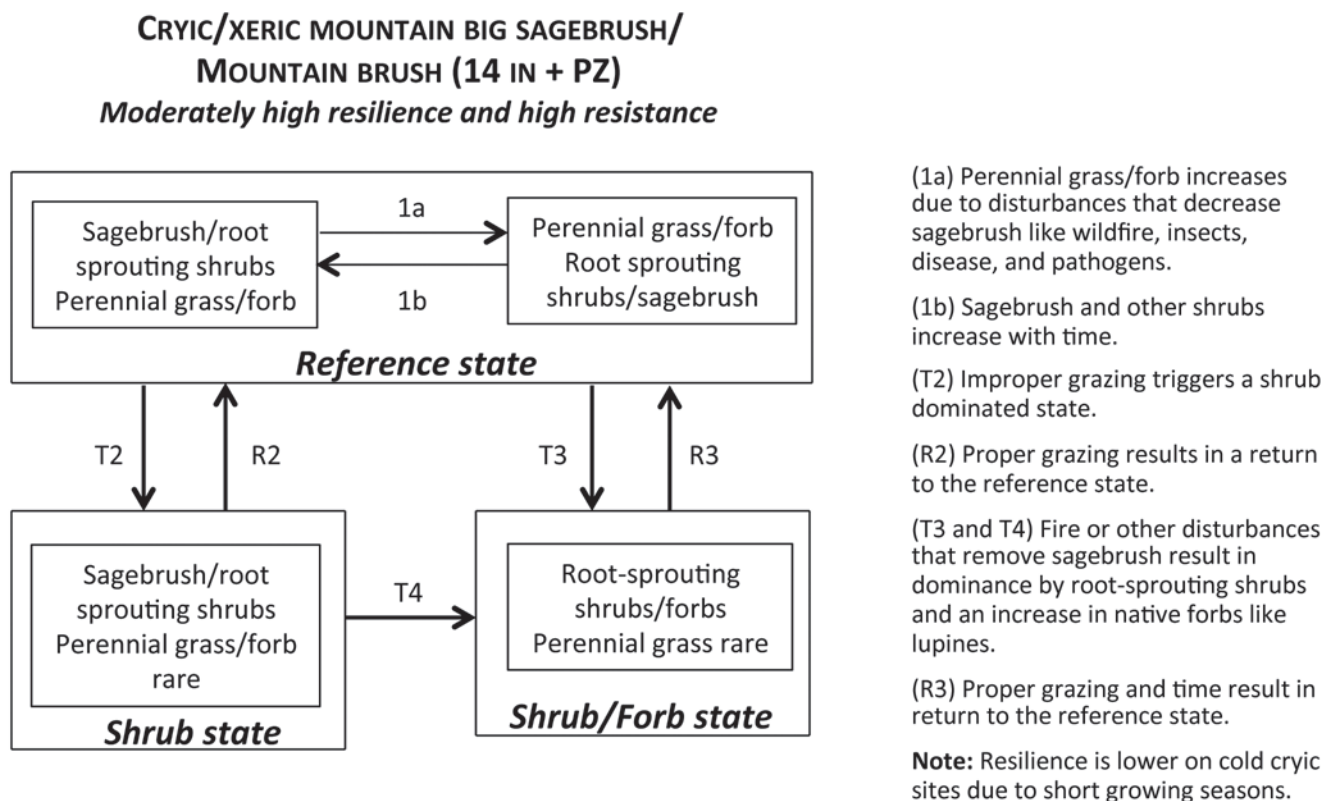 CRYIC/XERIC MOUNTAIN BIG SAGEBRUSH/
MOUNTAIN BRUSH (14 IN + PZ)
Moderately high resilience and high resistance
Sagebrush/root
sprouting shrubs
Perennial grass/forb
1a
1b
Perennial grass/forb
Root sprouting
shrubs/sagebrush
Reference state
T2
R2
T3
R3
Sagebrush/root
sprouting shrubs
Perennial grass/forb
rare
Shrub state
T4
Root-sprouting
shrubs/forbs
Perennial grass rare
Shrub/Forb state
(1a) Perennial grass/forb increases
due to disturbances that decrease
sagebrush like wildfire, insects,
disease, and pathogens.
(1b) Sagebrush and other shrubs
increase with time.
(T2) Improper grazing triggers a shrub
dominated state.
(R2) Proper grazing results in a return
to the reference state.
(T3 and T4) Fire or other disturbances
that remove sagebrush result in
dominance by root-sprouting shrubs
and an increase in native forbs like
lupines.
(R3) Proper grazing and time result in
return to the reference state.
Note: Resilience is lower on cold cryic
sites due to short growing seasons.